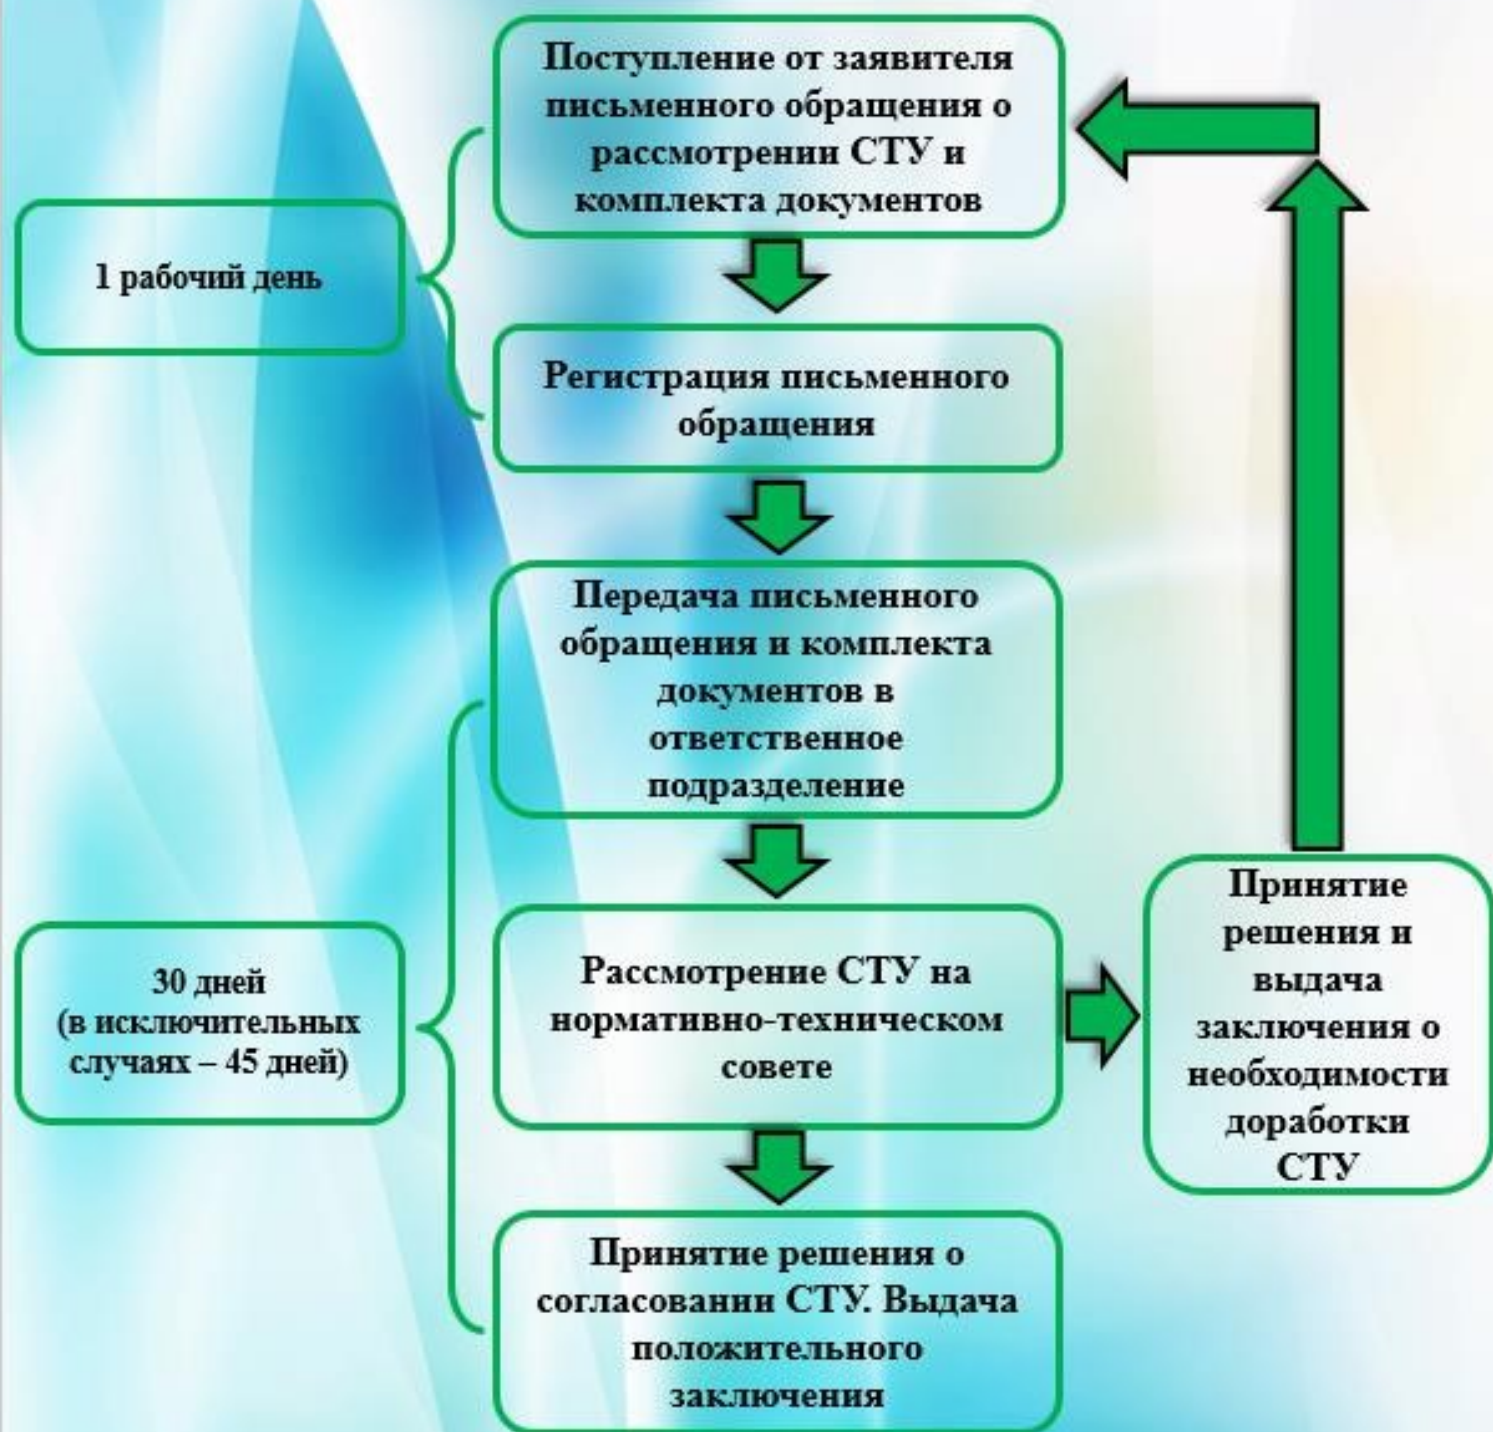 Поступление от заявителя
письменного обращения о
рассмотрении СТУ и
комплекта документов
1 рабочий день
Регистрация письменного
обращения
Передача письменного
обращения и комплекта
документов в
ответственное
подразделение
30 дней
(в исключительных
случаях – 45 дней)
Рассмотрение СТУ на
нормативно-техническом
совете
Принятие
решения и
выдача
заключения о
необходимости
доработки
СТУ
Принятие решения о
согласовании СТУ. Выдача
положительного
заключения